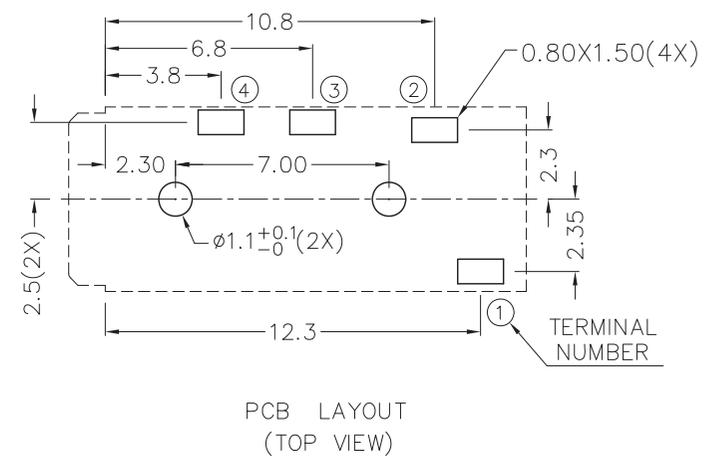 10.8
6.8
0.80X1.50(4X)
3.8
④
③
②
2.30
7.00
2.3
ø1.1+0.1-0(2X)
2.5(2X)
2.35
12.3
①
TERMINAL
NUMBER
PCB LAYOUT
(TOP VIEW)